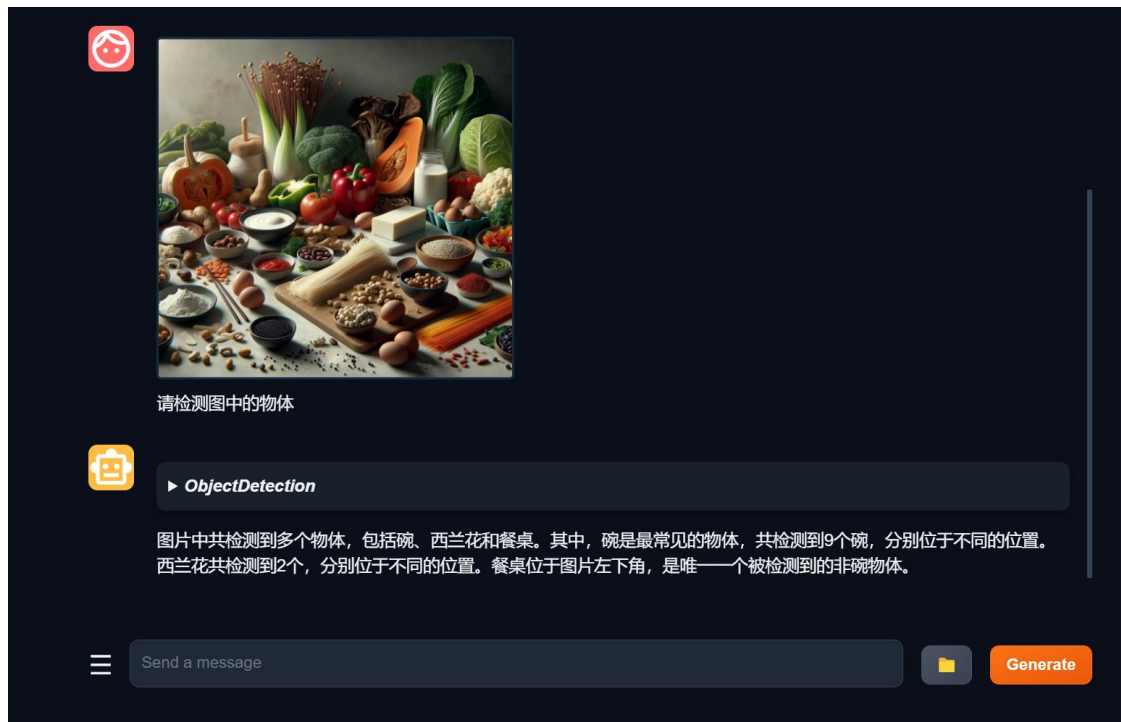 请检测图中的物体
▶ ObjectDetection
图片中共检测到多个物体，包括碗、西兰花和餐桌。其中，碗是最常见的物体，共检测到9个碗，分别位于不同的位置。
西兰花共检测到2个，分别位于不同的位置。餐桌位于图片左下角，是唯一一个被检测到的非碗物体。
Send a message
Generate